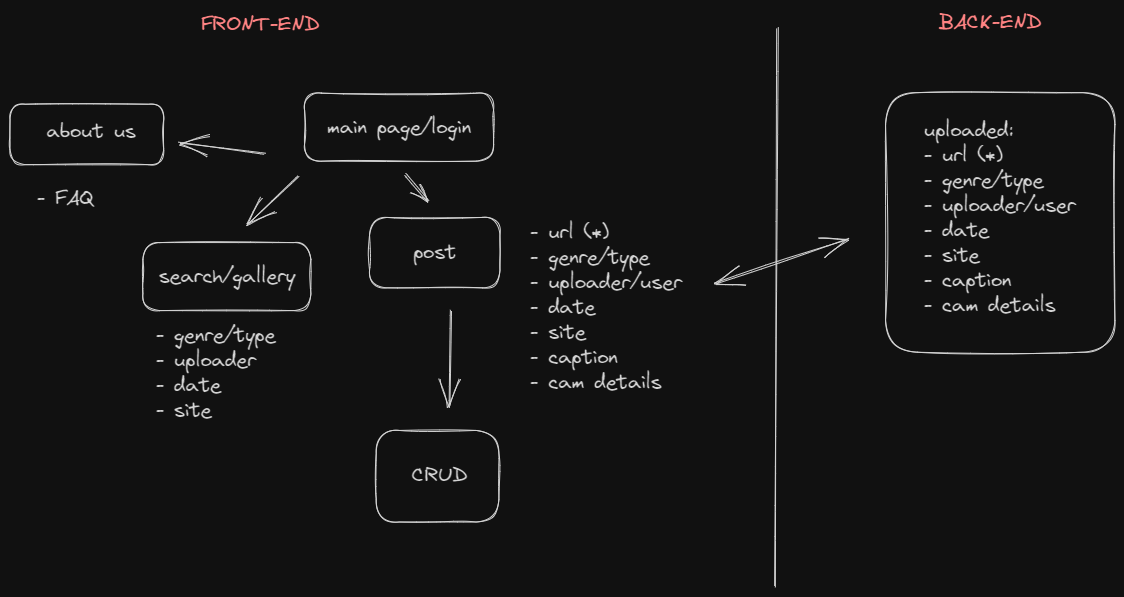 FRONT-END
BACK-END
about us
- FAQ
main page/login
search/gallery
- genre/type
- uploader
- date
- site
post
- url (*)
- genre/type
- uploader/user
- date
- site
- caption
- cam details
CRUD
uploaded:
- url (*)
- genre/type
- uploader/user
- date
- site
- caption
- cam details